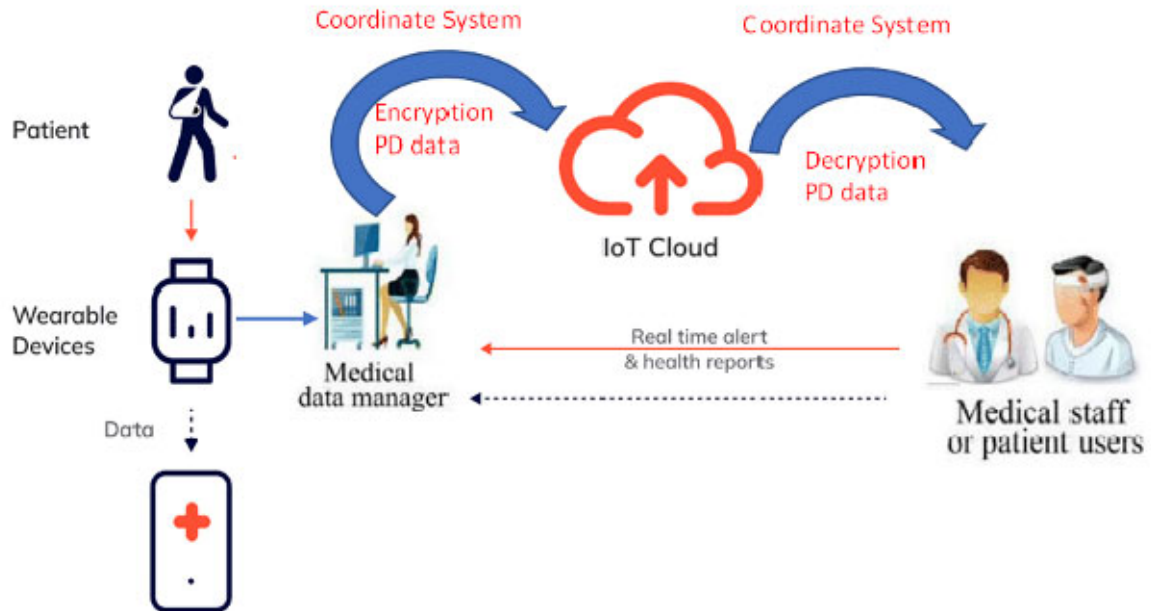 Coordinate System
Coordinate System
Patient
Encryption
PD data
Decryption
PD data
IoT Cloud
Wearable
Devices
Real time alert
& health reports
Medical
data manager
Medical staff
or patient users
Data